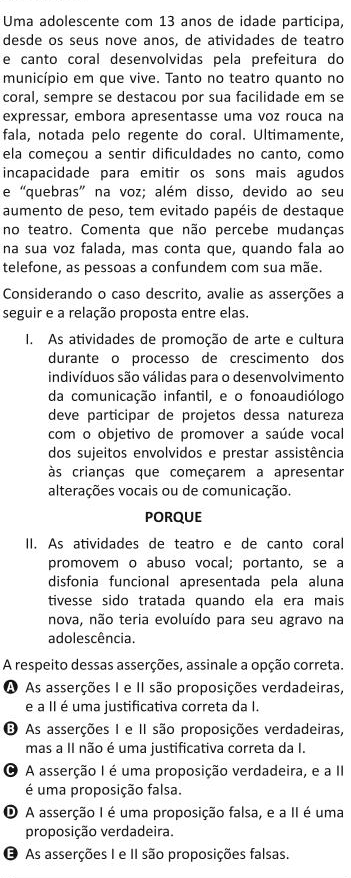 Uma adolescente com 13 anos de idade participa,
desde os seus nove anos, de atividades de teatro
e canto coral desenvolvidas pela prefeitura do
município em que vive. Tanto no teatro quanto no
coral, sempre se destacou por sua facilidade em se
expressar, embora apresentasse uma voz rouca na
fala, notada pelo regente do coral. Ultimamente,
ela começou a sentir dificuldades no canto, como
incapacidade para emitir os sons mais agudos
e “quebras” na voz; além disso, devido ao seu
aumento de peso, tem evitado papéis de destaque
no teatro. Comenta que não percebe mudanças
na sua voz falada, mas conta que, quando fala ao
telefone, as pessoas a confundem com sua mãe.
Considerando o caso descrito, avalie as asserções a
seguir e a relação proposta entre elas.
I. As atividades de promoção de arte e cultura
durante o processo de crescimento dos
indivíduos são válidas para o desenvolvimento
da comunicação infantil, e o fonoaudiólogo
deve participar de projetos dessa natureza
com o objetivo de promover a saúde vocal
dos sujeitos envolvidos e prestar assistência
às crianças que começarem a apresentar
alterações vocais ou de comunicação.
PORQUE
II. As atividades de teatro e de canto coral
promovem o abuso vocal; portanto, se a
disfonia funcional apresentada pela aluna
tivesse sido tratada quando ela era mais
nova, não teria evoluído para seu agravo na
adolescência.
A respeito dessas asserções, assinale a opção correta.
A As asserções I e II são proposições verdadeiras,
e a II é uma justificativa correta da I.
B As asserções I e II são proposições verdadeiras,
mas a II não é uma justificativa correta da I.
C A asserção I é uma proposição verdadeira, e a II
é uma proposição falsa.
D A asserção I é uma proposição falsa, e a II é uma
proposição verdadeira.
E As asserções I e II são proposições falsas.